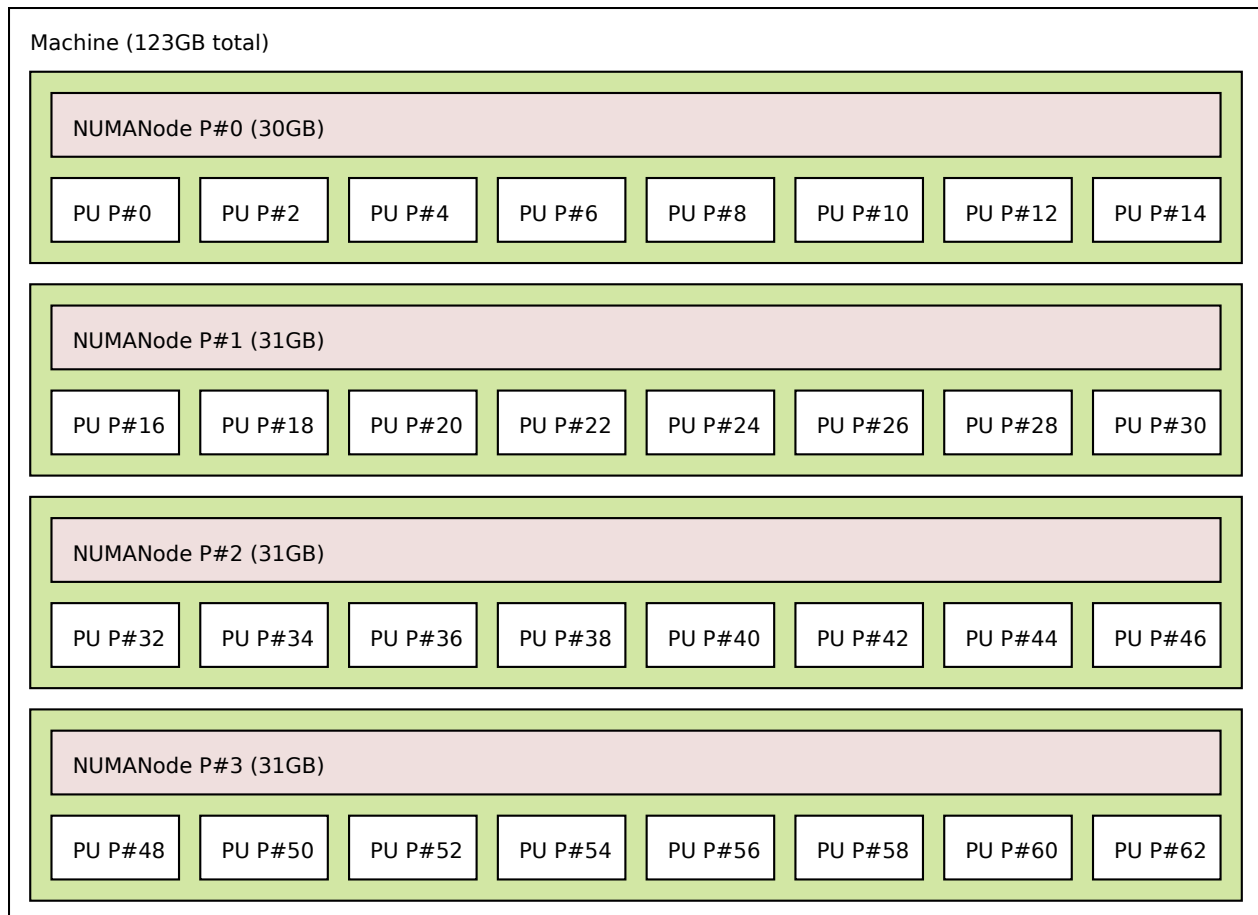 Machine (123GB total)
NUMANode P#0 (30GB)
PU P#0 PU P#2 PU P#4 PU P#6 PU P#8 PU P#10 PU P#12 PU P#14
NUMANode P#1 (31GB)
PU P#16 PU P#18 PU P#20 PU P#22 PU P#24 PU P#26 PU P#28 PU P#30
NUMANode P#2 (31GB)
PU P#32 PU P#34 PU P#36 PU P#38 PU P#40 PU P#42 PU P#44 PU P#46
NUMANode P#3 (31GB)
PU P#48 PU P#50 PU P#52 PU P#54 PU P#56 PU P#58 PU P#60 PU P#62